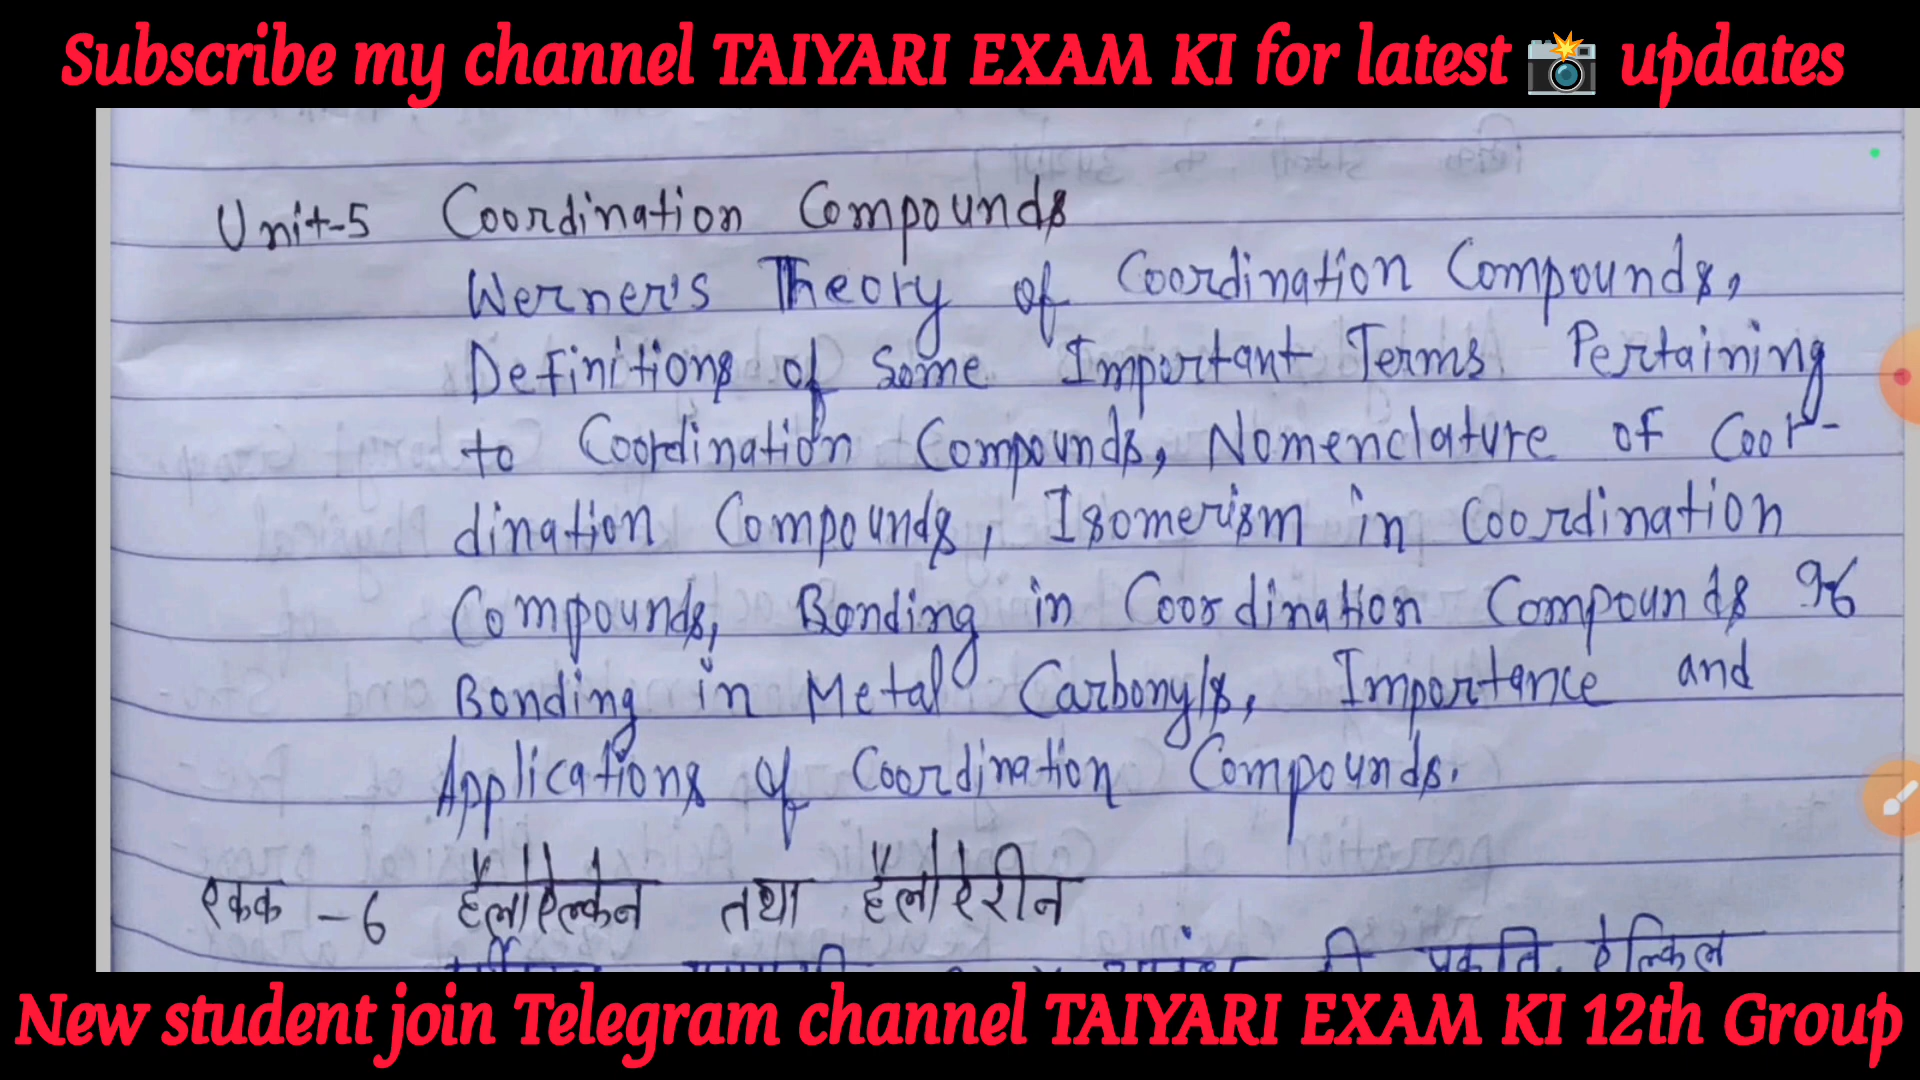 Subscribe my channel TAIYARI EXAM KI for latest 📸 updates
Unit-5 Coordination Compounds
Werner's Theory of Coordination Compounds,
Definitions of Some Important Terms Pertaining
to Coordination Compounds, Nomenclature of Coor-
dination Compounds, Isomerism in Coordination
Compounds, Bonding in Coordination Compounds 96
Bonding in Metal Carbonyls, Importance and
Applications of Coordination Compounds.
एकक - 6 हैलोऐल्केन तथा हैलोऐरीन
की प्रकृति, ऐल्किल
New student join Telegram channel TAIYARI EXAM KI 12th Group